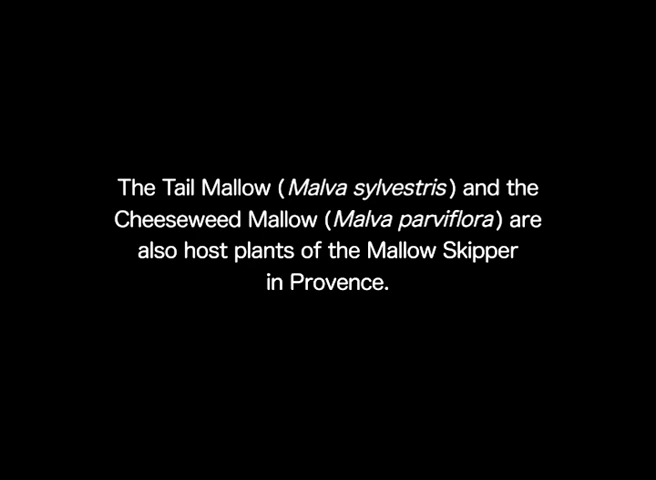 The Tail Mallow (Malva sylvestris) and the
Cheeseweed Mallow (Malva parviflora) are
also host plants of the Mallow Skipper
in Provence.